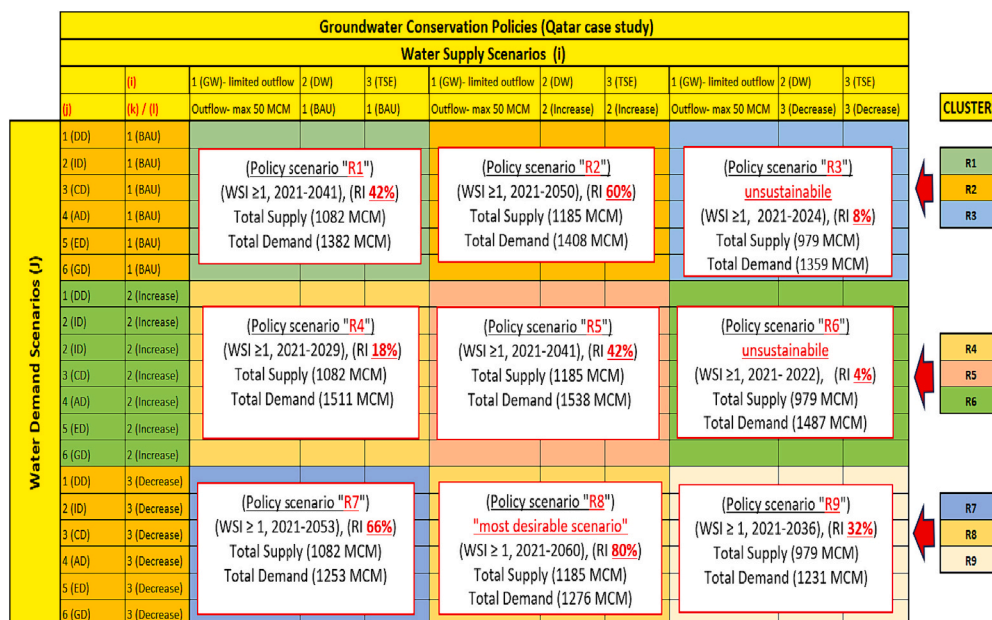 Groundwater Conservation Policies (Qatar case study)
Water Supply Scenarios (i)
(i) 1 (GW)- limited outflow 2 (DW) 3 (TSE) 1 (GW)- limited outflow 2 (DW) 3 (TSE) 1 (GW)- limited outflow 2 (DW) 3 (TSE)
(j) (k) / (l) Outflow- max 50 MCM 1 (BAU) 1 (BAU) Outflow- max 50 MCM 2 (Increase) 2 (Increase) Outflow- max 50 MCM 3 (Decrease) 3 (Decrease) CLUSTER
Water Demand Scenarios (J)
1 (DD) 1 (BAU)
2 (ID) 1 (BAU)
3 (CD) 1 (BAU)
4 (AD) 1 (BAU)
5 (ED) 1 (BAU)
6 (GD) 1 (BAU)
(Policy scenario "R1")
(WSI ≥1, 2021-2041), (RI 42%)
Total Supply (1082 MCM)
Total Demand (1382 MCM)
(Policy scenario "R2")
(WSI ≥1, 2021-2050), (RI 60%)
Total Supply (1185 MCM)
Total Demand (1408 MCM)
(Policy scenario "R3")
unsustainabile
(WSI ≥1, 2021-2024), (RI 8%)
Total Supply (979 MCM)
Total Demand (1359 MCM)
R1
R2
R3
1 (DD) 2 (Increase)
2 (ID) 2 (Increase)
2 (ID) 2 (Increase)
3 (CD) 2 (Increase)
4 (AD) 2 (Increase)
5 (ED) 2 (Increase)
6 (GD) 2 (Increase)
(Policy scenario "R4")
(WSI ≥1, 2021-2029), (RI 18%)
Total Supply (1082 MCM)
Total Demand (1511 MCM)
(Policy scenario "R5")
(WSI ≥1, 2021-2041), (RI 42%)
Total Supply (1185 MCM)
Total Demand (1538 MCM)
(Policy scenario "R6")
unsustainabile
(WSI ≥1, 2021- 2022), (RI 4%)
Total Supply (979 MCM)
Total Demand (1487 MCM)
R4
R5
R6
1 (DD) 3 (Decrease)
2 (ID) 3 (Decrease)
3 (CD) 3 (Decrease)
4 (AD) 3 (Decrease)
5 (ED) 3 (Decrease)
6 (GD) 3 (Decrease)
(Policy scenario "R7")
(WSI ≥ 1, 2021-2053), (RI 66%)
Total Supply (1082 MCM)
Total Demand (1253 MCM)
(Policy scenario "R8")
"most desirable scenario"
(WSI ≥ 1, 2021-2060), (RI 80%)
Total Supply (1185 MCM)
Total Demand (1276 MCM)
(Policy scenario "R9")
(WSI ≥ 1, 2021-2036), (RI 32%)
Total Supply (979 MCM)
Total Demand (1231 MCM)
R7
R8
R9